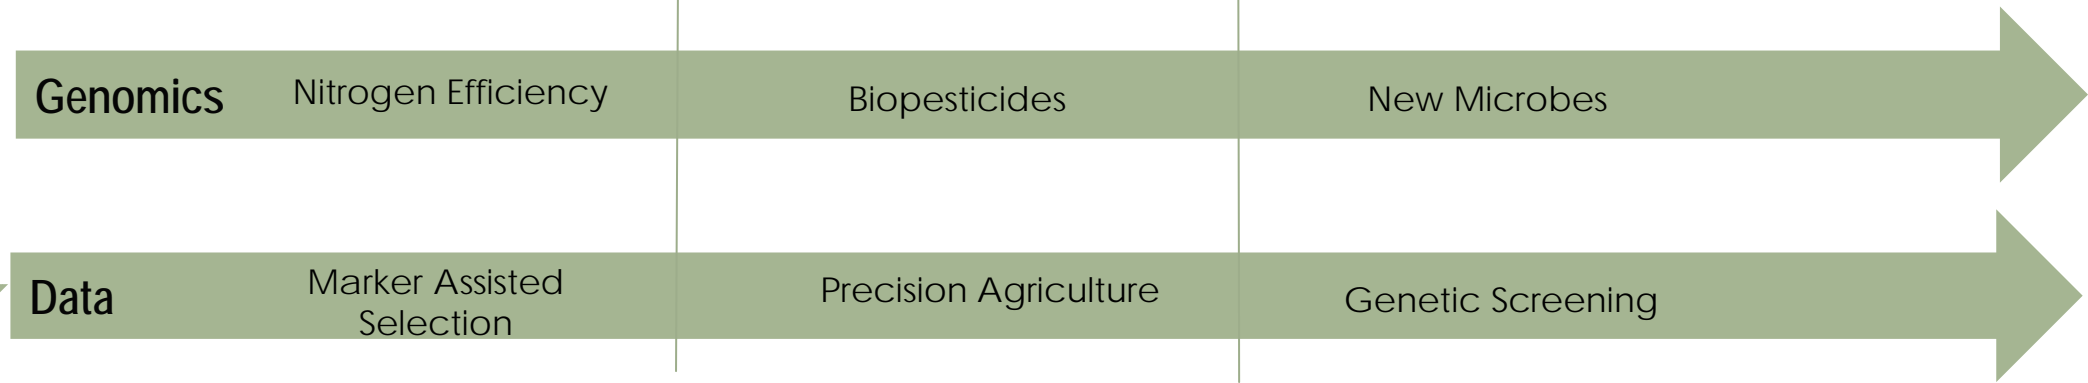 Genomics
Nitrogen Efficiency
Biopesticides
New Microbes
Data
Marker Assisted
Selection
Precision Agriculture
Genetic Screening